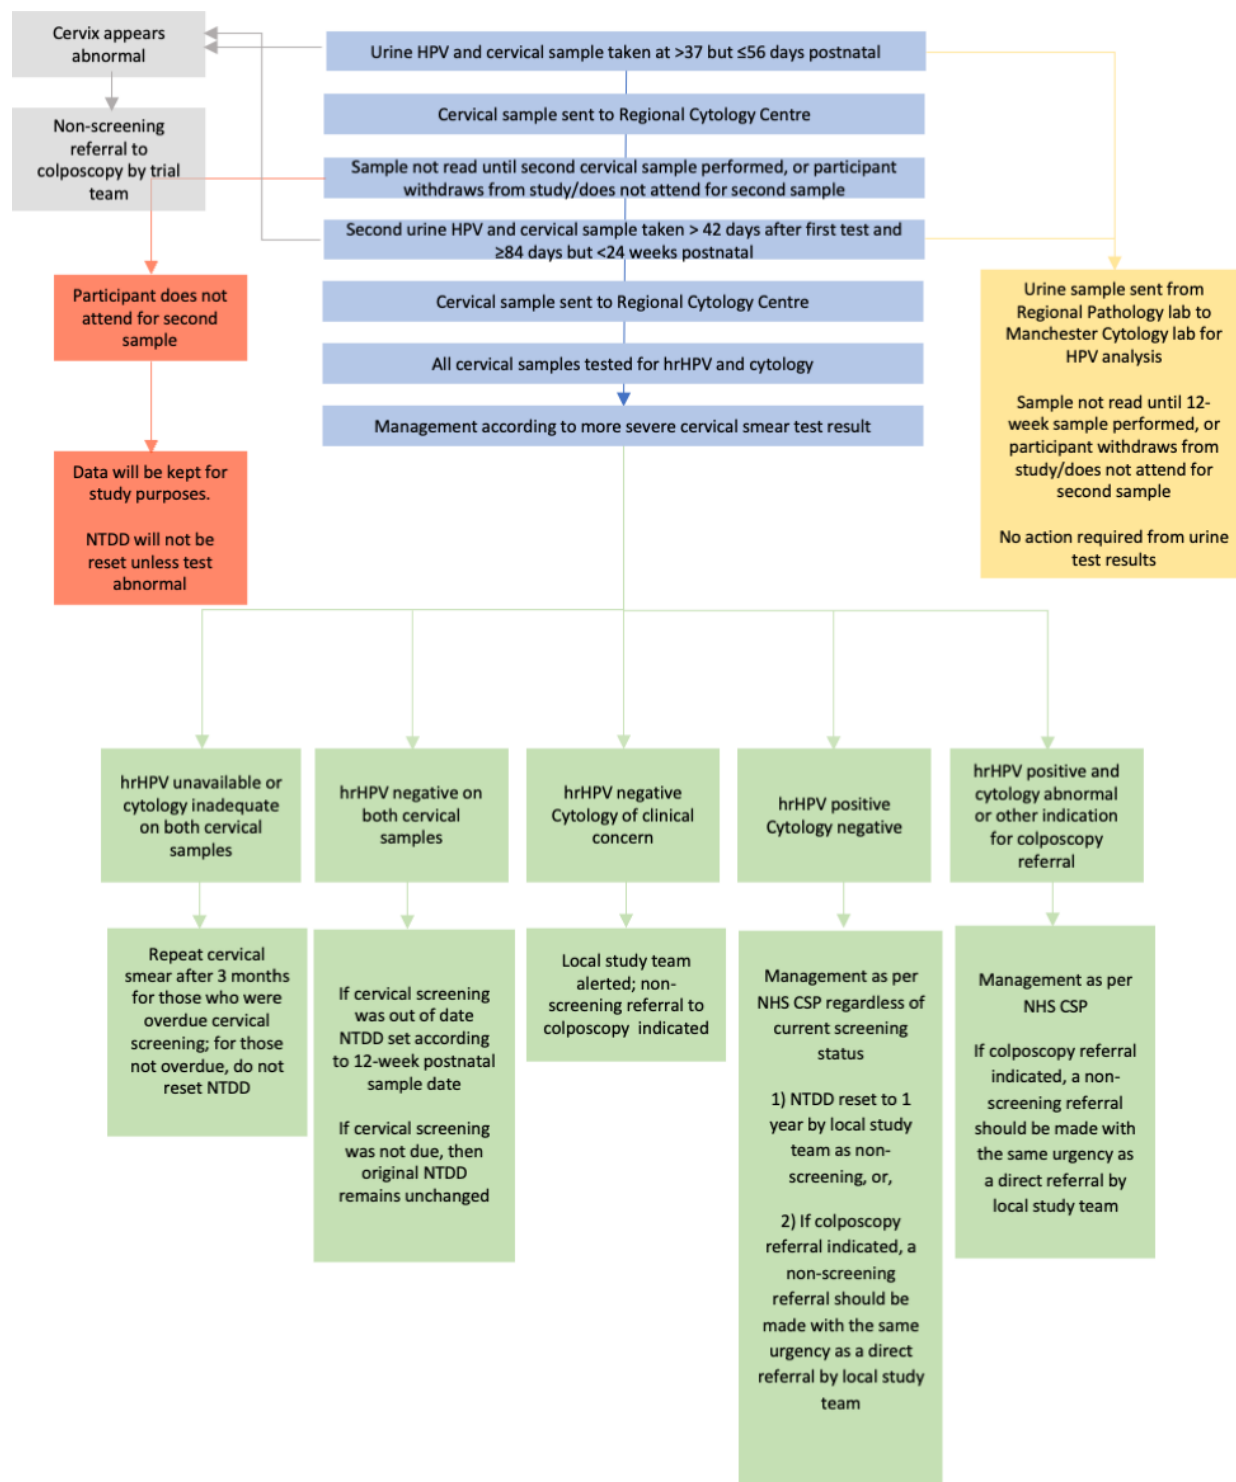 Cervix appears
abnormal
Urine HPV and cervical sample taken at >37 but ≤56 days postnatal
Cervical sample sent to Regional Cytology Centre
Non-screening
referral to
colposcopy by trial
team
Sample not read until second cervical sample performed, or participant
withdraws from study/does not attend for second sample
Second urine HPV and cervical sample taken > 42 days after first test and
≥84 days but <24 weeks postnatal
Participant does not
attend for second
sample
Cervical sample sent to Regional Cytology Centre
All cervical samples tested for hrHPV and cytology
Management according to more severe cervical smear test result
Urine sample sent from
Regional Pathology lab to
Manchester Cytology lab for
HPV analysis
Sample not read until 12-
week sample performed, or
participant withdraws from
study/does not attend for
second sample
No action required from urine
test results
Data will be kept for
study purposes.
NTDD will not be
reset unless test
abnormal
hrHPV unavailable or
cytology inadequate
on both cervical
samples
hrHPV negative on
both cervical samples
hrHPV negative
Cytology of clinical
concern
hrHPV positive
Cytology negative
hrHPV positive and
cytology abnormal
or other indication
for colposcopy
referral
Repeat cervical
smear after 3 months
for those who were
overdue cervical
screening; for those
not overdue, do not
reset NTDD
If cervical screening
was out of date
NTDD set according
to 12-week postnatal
sample date
If cervical screening
was not due, then
original NTDD
remains unchanged
Local study team
alerted; non-
screening referral to
colposcopy indicated
Management as per
NHS CSP regardless of
current screening
status
1) NTDD reset to 1
year by local study
team as non-
screening, or,
2) If colposcopy
referral indicated, a
non-screening
referral should be
made with the same
urgency as a direct
referral by local study
team
Management as per
NHS CSP
If colposcopy referral
indicated, a non-
screening referral
should be made with
the same urgency as
a direct referral by
local study team